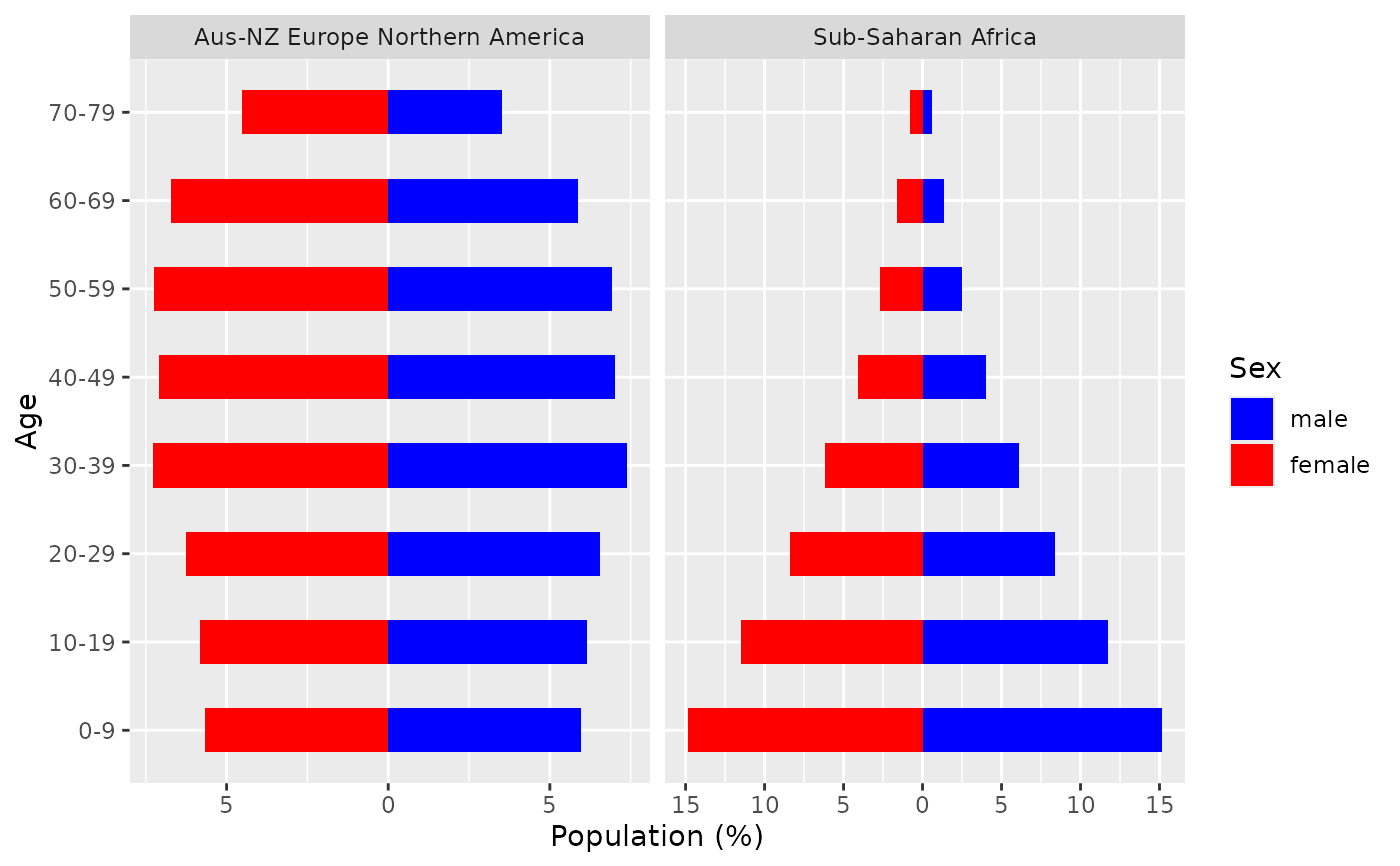 Aus-NZ Europe Northern America
Sub-Saharan Africa
70-79
60-69
50-59
40-49
30-39
20-29
10-19
0-9
Age
5 0 5
15 10 5 0 5 10 15
Population (%)
Sex
male
female